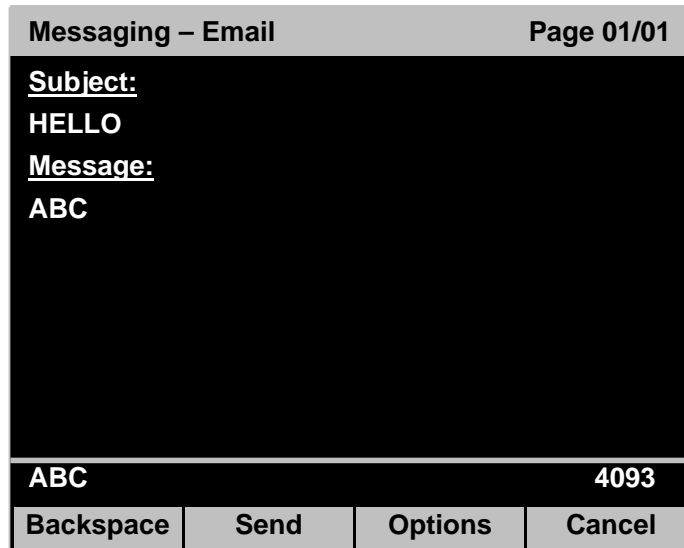 Messaging – Email Page 01/01
Subject:
HELLO
Message:
ABC
ABC 4093
Backspace Send Options Cancel